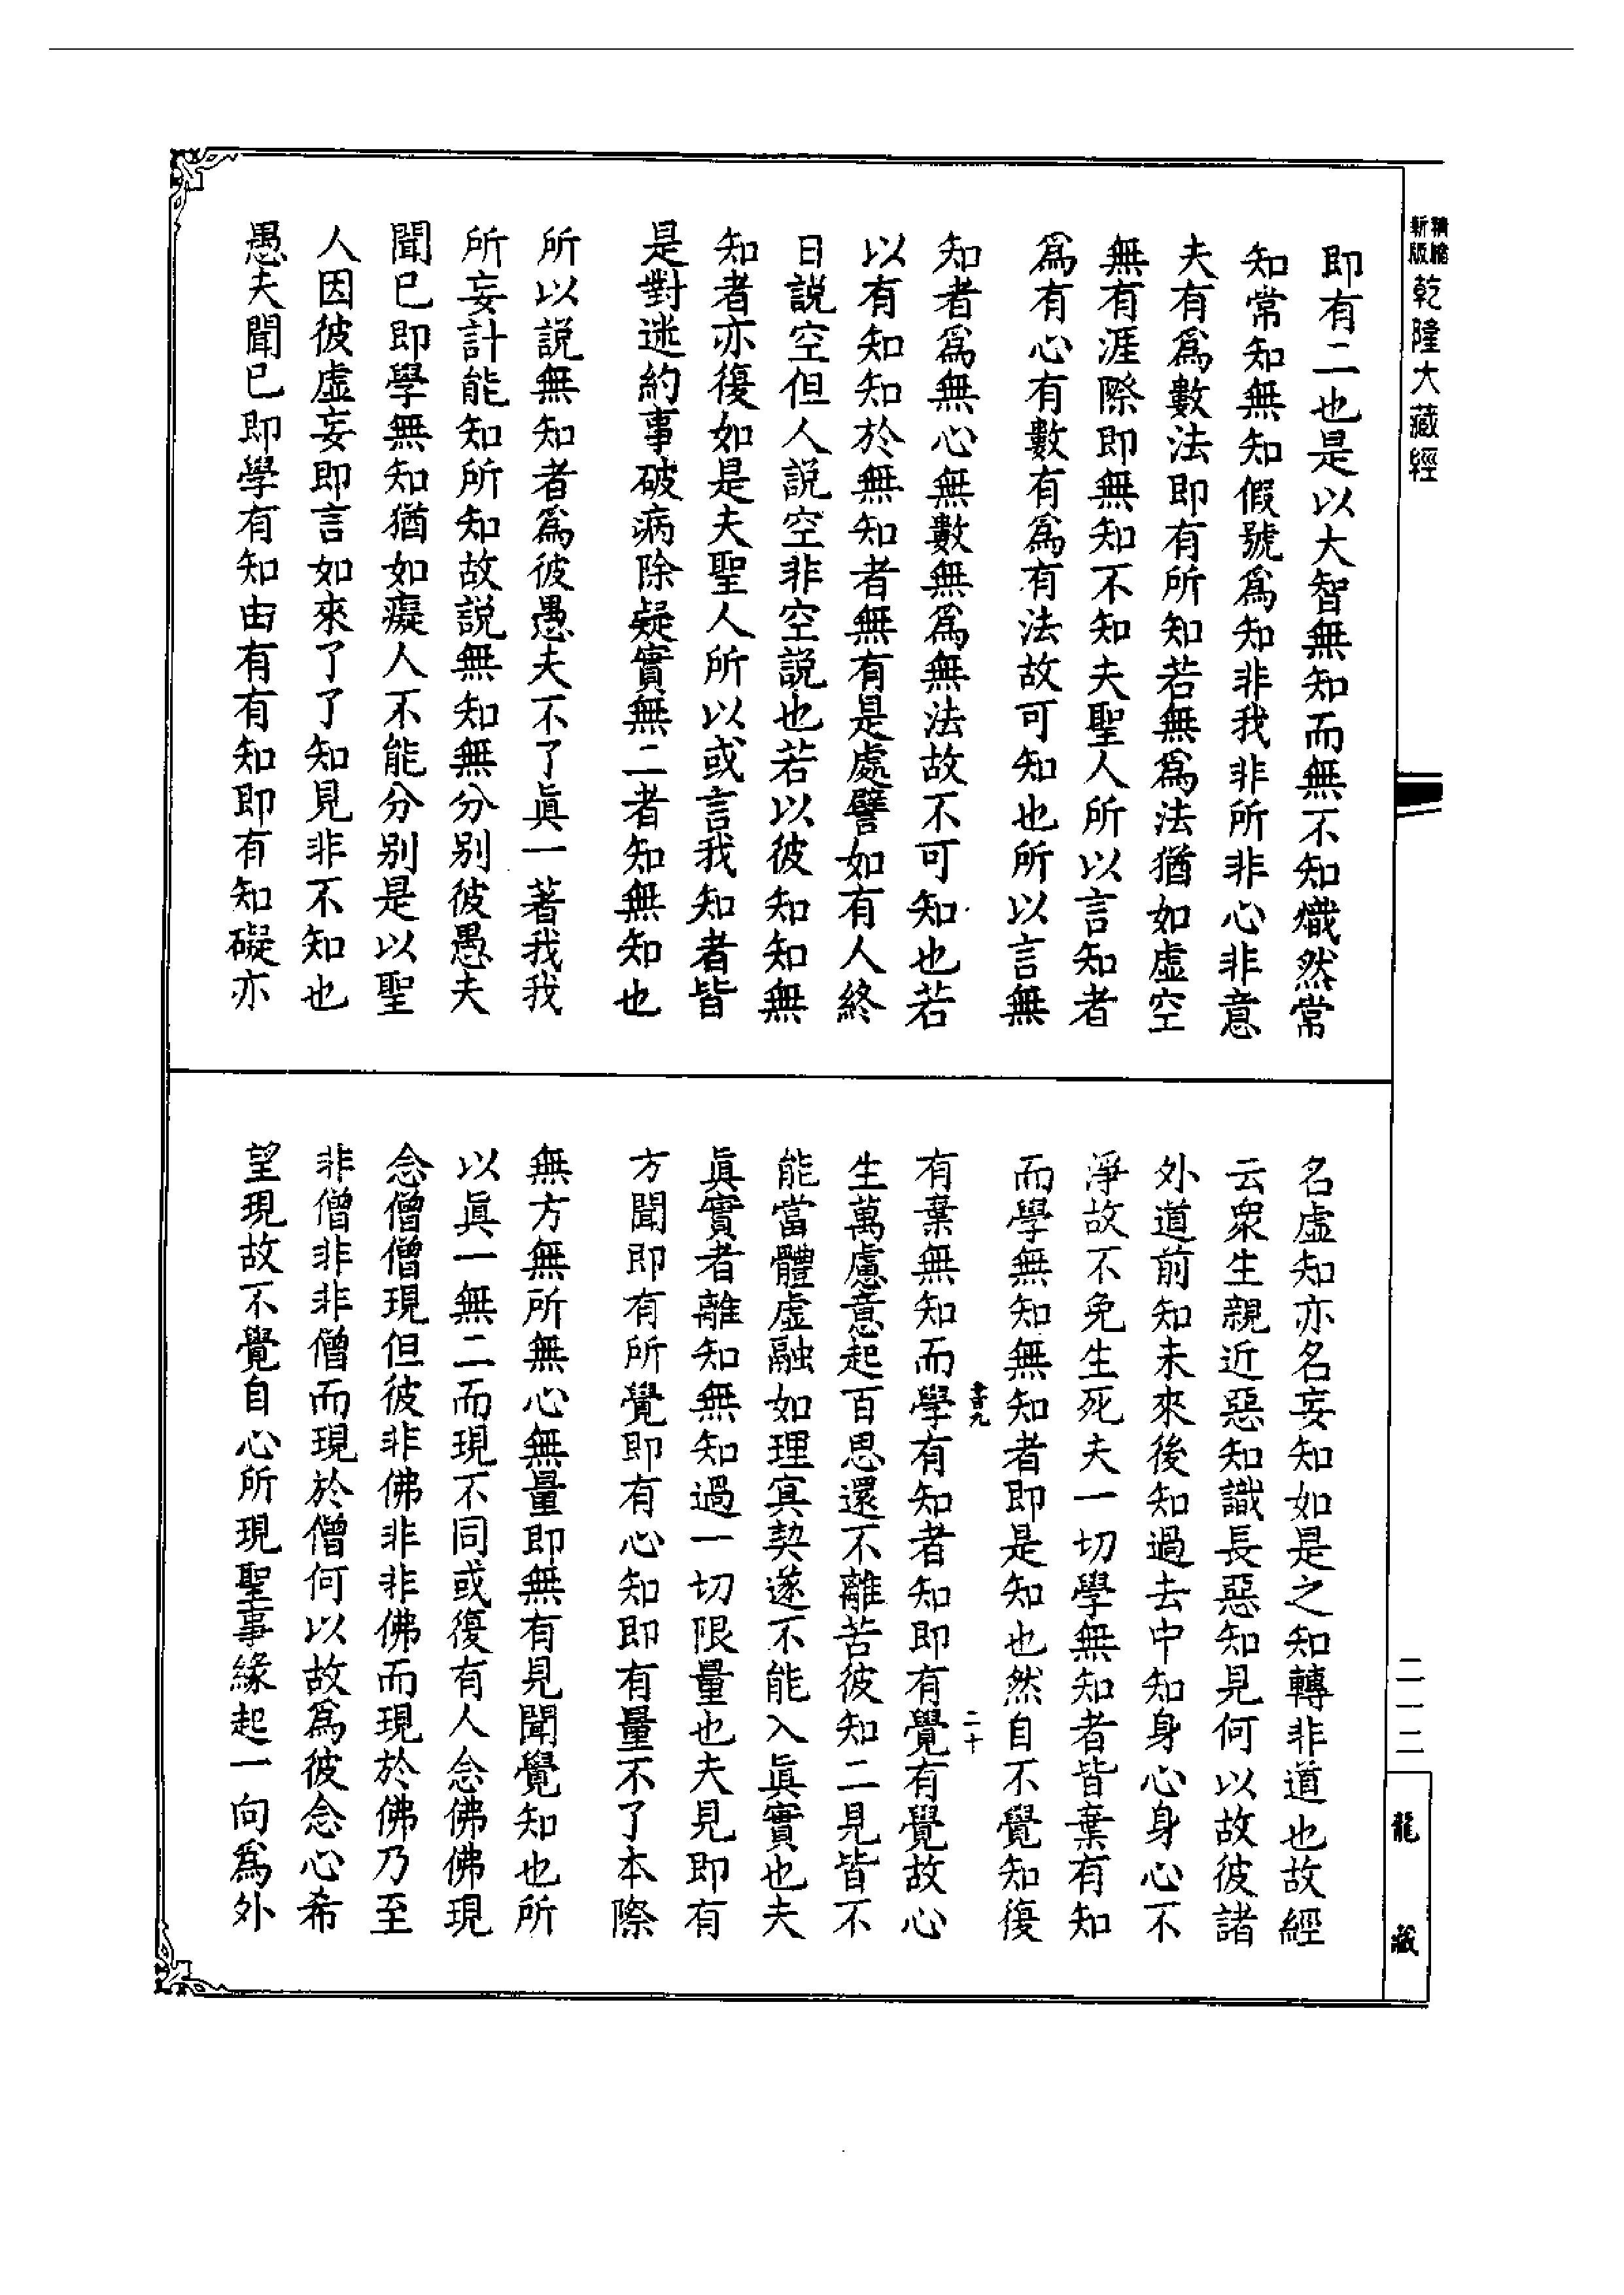 精縮
新版
乾隆大藏經
即有二也是以大智無知而無不知熾然常
知常知無知假號爲知非我非所非心非意
夫有爲數法即有所知若無爲法猶如虛空
無有涯際即無知不知夫聖人所以言知者
爲有心有數有爲有法故可知也所以言無
知者爲無心無數無爲無法故不可知也若
以有知知於無知者無有是處譬如有人終
日説空但人説空非空説也若以彼知知無
知者亦復如是夫聖人所以或言我知者皆
是對迷約事破病除疑實無二者知無知也
所以説無知者爲彼愚夫不了眞一著我我
所妄計能知所知故説無知無分别彼愚夫
聞已即學無知猶如癡人不能分别是以聖
人因彼虛妄即言如來了了知見非不知也
愚夫聞已即學有知由有有知即有知礙亦
名虛知亦名妄知如是之知轉非道也故經
云衆生親近惡知識長惡知見何以故彼諸
外道前知未來後知過去中知身心身心不
淨故不免生死夫一切學無知者皆棄有知
而學無知無知者即是知也然自不覺知復
有棄無知而學有知者知即有覺有覺故心
生萬慮意起百思還不離苦彼知二見皆不
能當體虛融如理冥契遂不能入眞實也夫
眞實者離知無知過一切限量也夫見即有
方聞即有所覺即有心知即有量不了本際
無方無所無心無量即無有見聞覺知也所
以眞一無二而現不同或復有人念佛佛現
念僧僧現但彼非佛非非佛而現於佛乃至
非僧非非僧而現於僧何以故爲彼念心希
望現故不覺自心所現聖事緣起一向爲外
書九
二十
二一二
龍藏